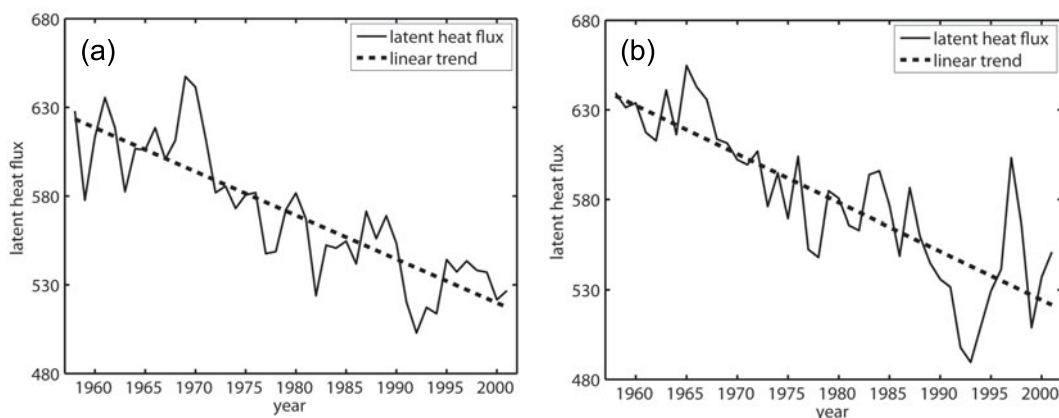 (a)
latent heat flux
linear trend
680
630
580
530
480
latent heat flux
1960 1965 1970 1975 1980 1985 1990 1995 2000
year
(b)
latent heat flux
linear trend
680
630
580
530
480
latent heat flux
1960 1965 1970 1975 1980 1985 1990 1995 2000
year